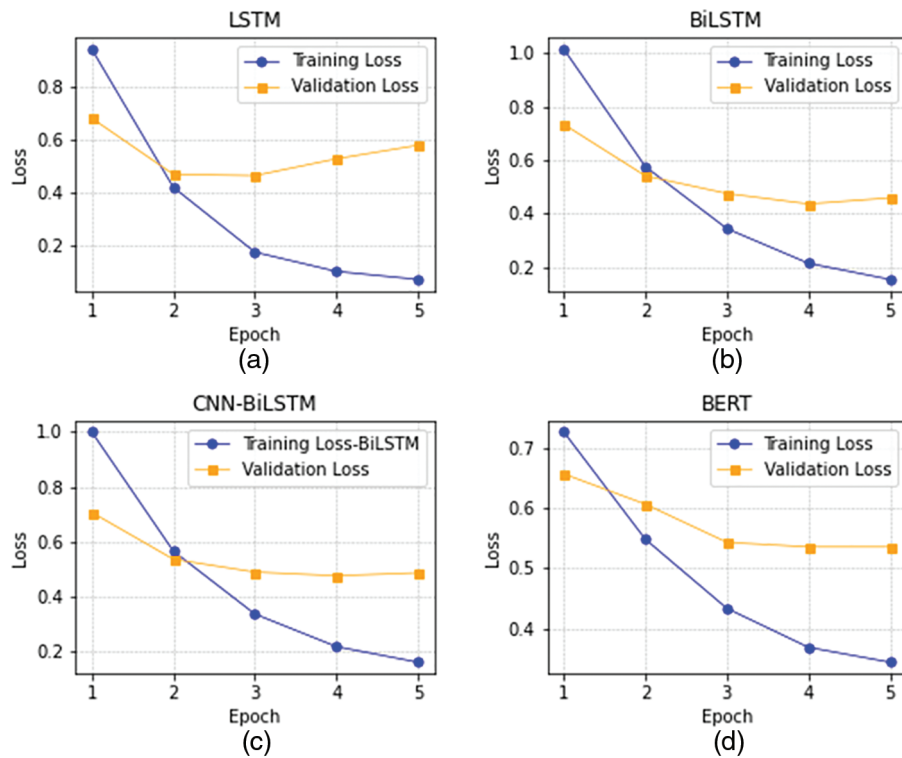 LSTM
Training Loss
Validation Loss
Loss
0.8
0.6
0.4
0.2
1 2 3 4 5
Epoch
(a)
BiLSTM
Training Loss
Validation Loss
Loss
1.0
0.8
0.6
0.4
0.2
1 2 3 4 5
Epoch
(b)
CNN-BiLSTM
Training Loss-BiLSTM
Validation Loss
Loss
1.0
0.8
0.6
0.4
0.2
1 2 3 4 5
Epoch
(c)
BERT
Training Loss
Validation Loss
Loss
0.7
0.6
0.5
0.4
1 2 3 4 5
Epoch
(d)